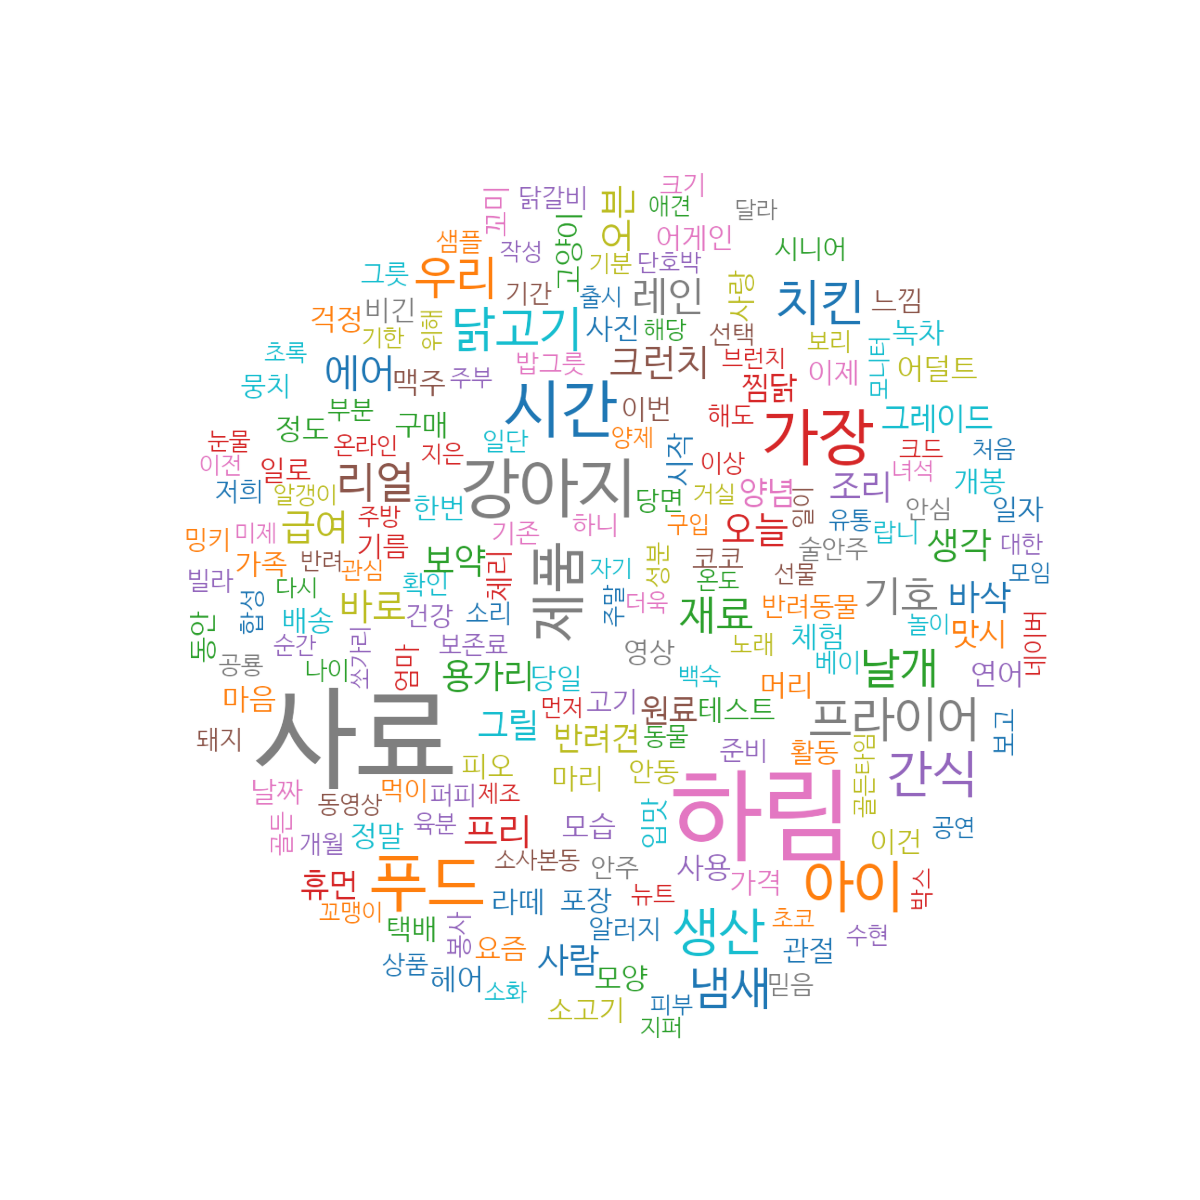 크기
꼬미
닭갈비
오븐
애견
달라
고양이
어게인
샘플
작성
시니어
그릇
우리
기분
단호박
사랑
레인
치킨
느낌
걱정
비긴
기간
출시
기한
위해
닭고기
사진
해당
선택
보리
모니터
녹차
초록
에어
밥그릇
크런치
브런치
이제
어덜트
뭉치
맥주
주부
찜닭
정도
부분
구매
시간
이번
해도
가장
그레이드
눈물
온라인
지은
일단
양제
시작
크드
처음
이전
일로
리얼
강아지
이상
녀석
저희
알갱이
한번
당면
거실
양념
조리
개봉
밍키
미제
급여
주방
기존
하니
구입
오늘
일이
유통
랍니
안심
일자
가족
반려
관심
기름
보약
체리
제품
자기
성분
코코
술안주
생각
대한
빌라
다시
확인
온도
선물
모임
합성
바로
건강
소리
주말
더욱
재료
반려동물
기호
바삭
동안
배송
순간
쏘가리
보존료
영상
노래
체험
놀이
맛시
네이버
공룡
나이
엄마
용가리
당일
백숙
베이
날개
연어
마음
사료
그릴
먼저
고기
원료
테스트
머리
프라이어
돼지
피오
반려견
동물
준비
활동
골든타임
보고
날짜
먹이
마리
안동
하림
간식
동영상
퍼피
제조
골든
개월
정말
육분
프리
모습
입맛
이건
공연
휴먼
푸드
소사본동
안주
사용
가격
아이
박스
꼬맹이
라떼
포장
뉴트
택배
봉사
요즘
알러지
생산
초코
수현
상품
헤어
사람
관절
소화
모양
냄새
믿음
소고기
피부
지퍼